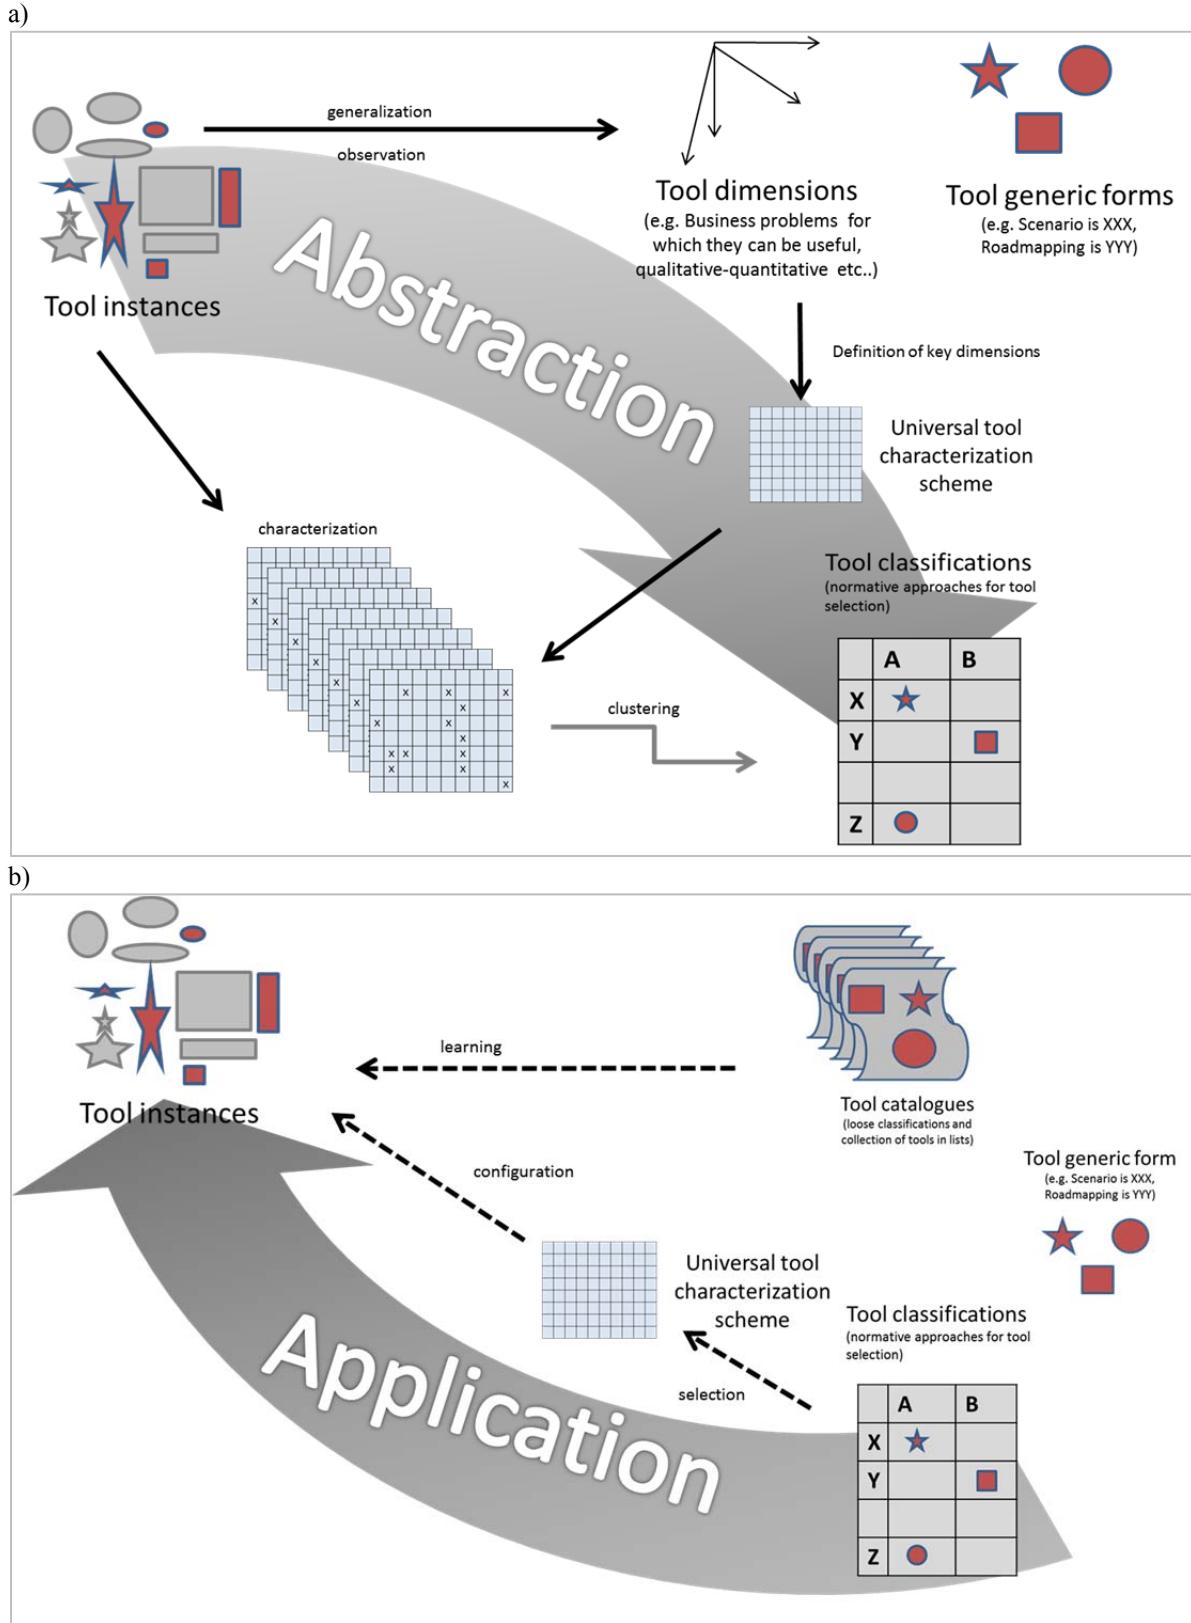 a)
generalization
observation
Tool instances
Abstraction
Tool dimensions
(e.g. Business problems for
which they can be useful,
qualitative-quantitative etc..)
Tool generic forms
(e.g. Scenario is XXX,
Roadmapping is YYY)
Definition of key dimensions
Universal tool
characterization
scheme
characterization
x
x
x
x
x
x
x x x
x
x x
x
x x x
x x
x
clustering
Tool classifications
(normative approaches for tool
selection)
A B
X
Y
Z
b)
Tool instances
learning
Tool catalogues
(loose classifications and
collection of tools in lists)
Tool generic form
(e.g. Scenario is XXX,
Roadmapping is YYY)
configuration
Universal tool
characterization
scheme
selection
Application
Tool classifications
(normative approaches for tool
selection)
A B
X
Y
Z